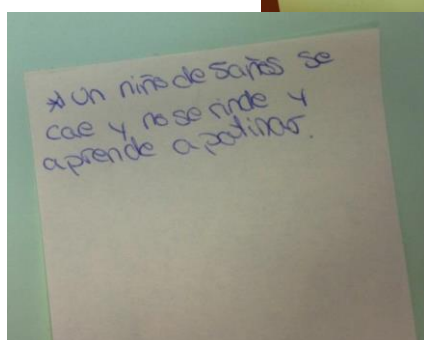 * Un niño de 5 años se
cae y no se rinde y
aprende a patinar.